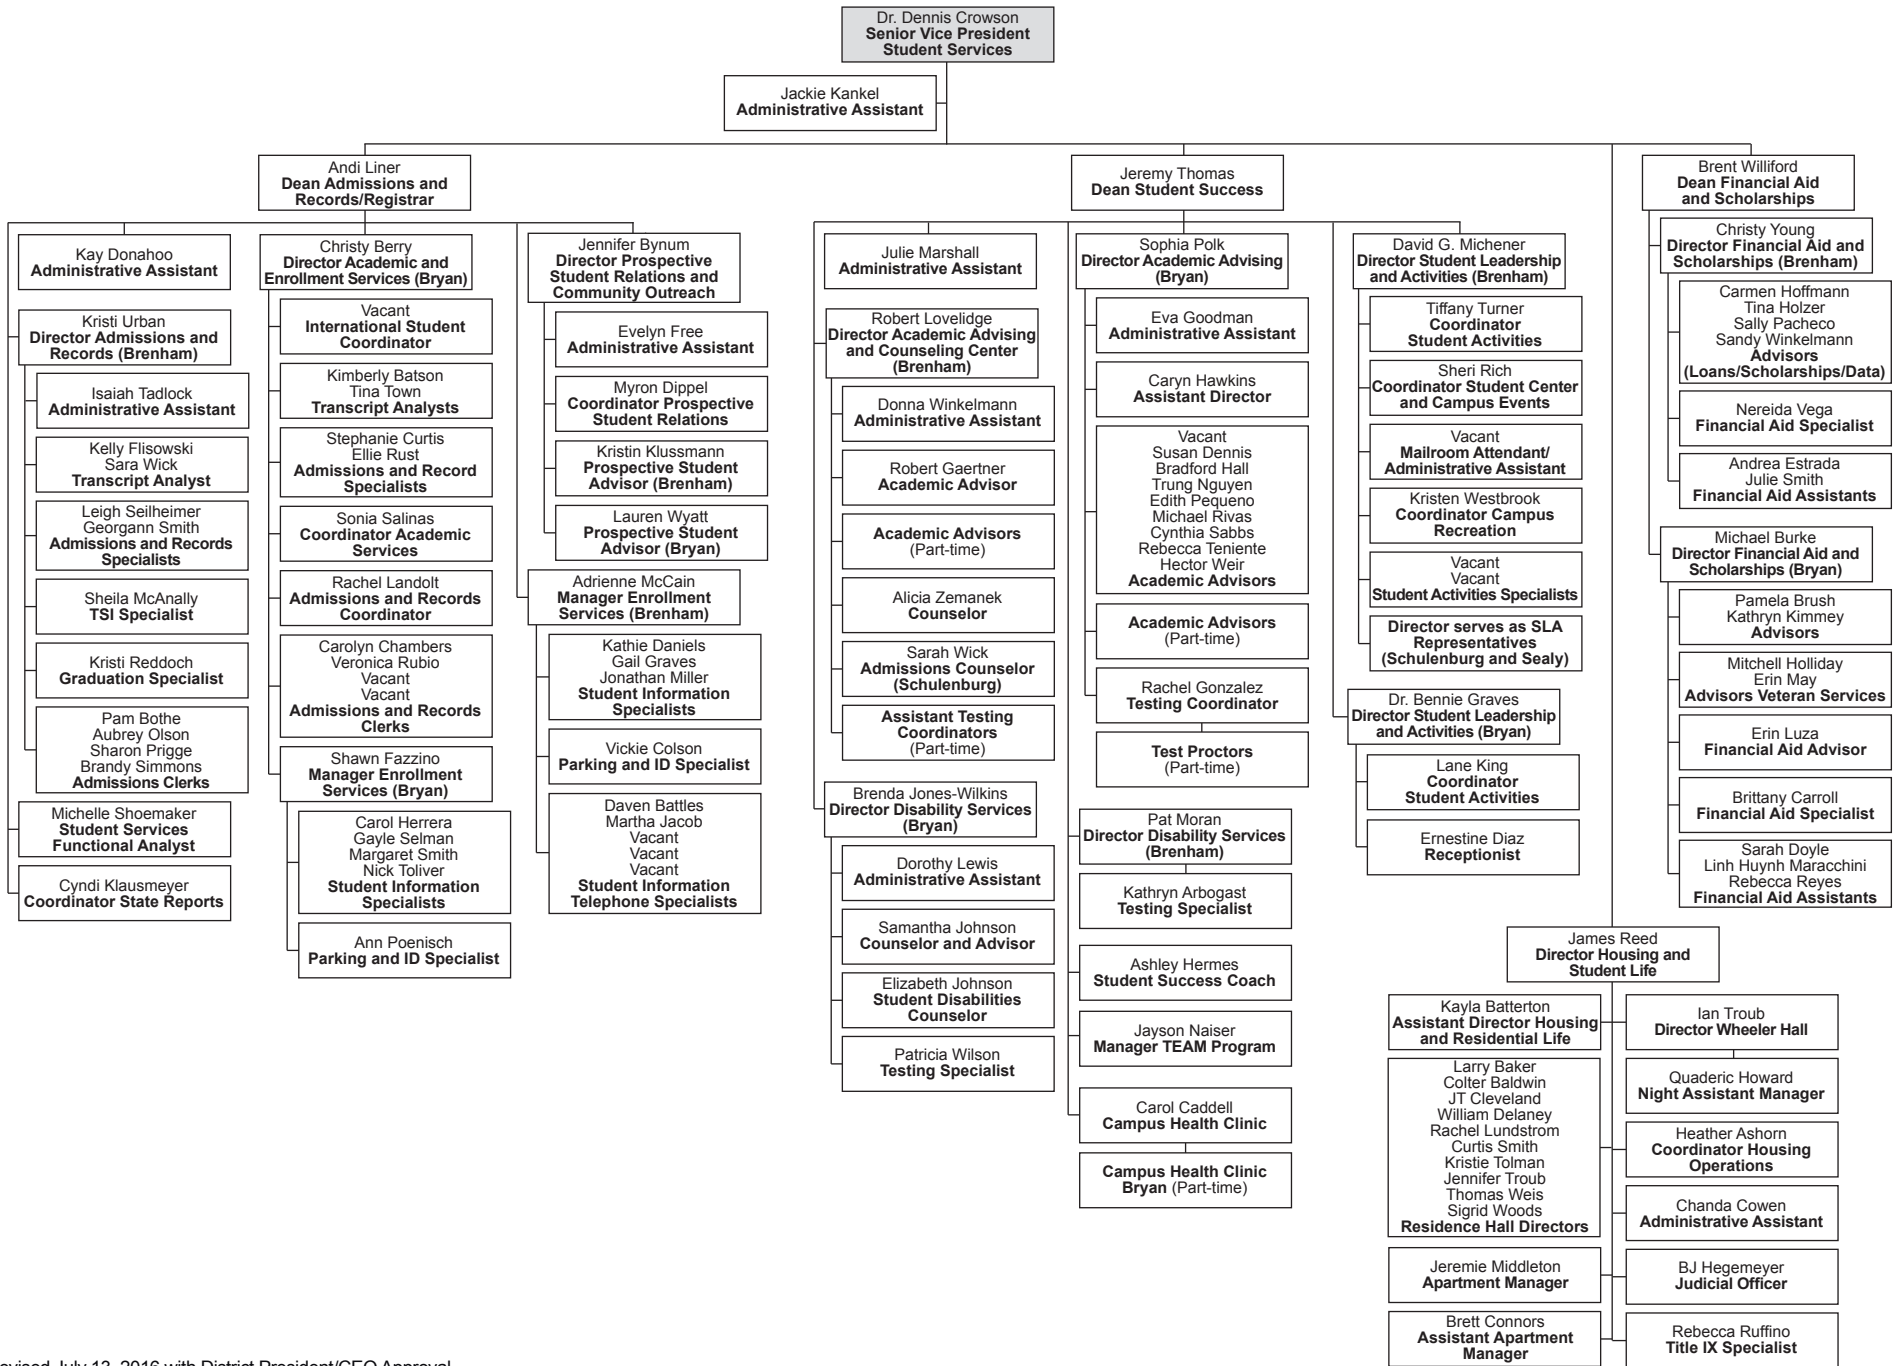 Dr. Dennis Crowson
Senior Vice President
Student Services
Jackie Kankel
Administrative Assistant
Andi Liner
Dean Admissions and
Records/Registrar
Kay Donahoo
Administrative Assistant
Kristi Urban
Director Admissions and
Records (Brenham)
Isaiah Tadlock
Administrative Assistant
Kelly Flisowski
Sara Wick
Transcript Analyst
Leigh Seilheimer
Georgann Smith
Admissions and Records
Specialists
Sheila McAnally
TSI Specialist
Kristi Reddoch
Graduation Specialist
Pam Bothe
Aubrey Olson
Sharon Prigge
Brandy Simmons
Admissions Clerks
Michelle Shoemaker
Student Services
Functional Analyst
Cyndi Klausmeyer
Coordinator State Reports
Christy Berry
Director Academic and
Enrollment Services (Bryan)
Vacant
International Student
Coordinator
Kimberly Batson
Tina Town
Transcript Analysts
Stephanie Curtis
Ellie Rust
Admissions and Record
Specialists
Sonia Salinas
Coordinator Academic
Services
Rachel Landolt
Admissions and Records
Coordinator
Carolyn Chambers
Veronica Rubio
Vacant
Vacant
Admissions and Records
Clerks
Shawn Fazzino
Manager Enrollment
Services (Bryan)
Carol Herrera
Gayle Selman
Margaret Smith
Nick Toliver
Student Information
Specialists
Ann Poenisch
Parking and ID Specialist
Jennifer Bynum
Director Prospective
Student Relations and
Community Outreach
Evelyn Free
Administrative Assistant
Myron Dippel
Coordinator Prospective
Student Relations
Kristin Klussmann
Prospective Student
Advisor (Brenham)
Lauren Wyatt
Prospective Student
Advisor (Bryan)
Adrienne McCain
Manager Enrollment
Services (Brenham)
Kathie Daniels
Gail Graves
Jonathan Miller
Student Information
Specialists
Vickie Colson
Parking and ID Specialist
Daven Battles
Martha Jacob
Vacant
Vacant
Vacant
Student Information
Telephone Specialists
Jeremy Thomas
Dean Student Success
Julie Marshall
Administrative Assistant
Robert Lovelidge
Director Academic Advising
and Counseling Center
(Brenham)
Donna Winkelmann
Administrative Assistant
Robert Gaertner
Academic Advisor
Academic Advisors
(Part-time)
Alicia Zemanek
Counselor
Sarah Wick
Admissions Counselor
(Schulenburg)
Assistant Testing
Coordinators
(Part-time)
Brenda Jones-Wilkins
Director Disability Services
(Bryan)
Dorothy Lewis
Administrative Assistant
Samantha Johnson
Counselor and Advisor
Elizabeth Johnson
Student Disabilities
Counselor
Patricia Wilson
Testing Specialist
Sophia Polk
Director Academic Advising
(Bryan)
Eva Goodman
Administrative Assistant
Caryn Hawkins
Assistant Director
Vacant
Susan Dennis
Bradford Hall
Trung Nguyen
Edith Pequeno
Michael Rivas
Cynthia Sabbs
Rebecca Teniente
Hector Weir
Academic Advisors
Academic Advisors
(Part-time)
Rachel Gonzalez
Testing Coordinator
Test Proctors
(Part-time)
Pat Moran
Director Disability Services
(Brenham)
Kathryn Arbogast
Testing Specialist
Ashley Hermes
Student Success Coach
Jayson Naiser
Manager TEAM Program
Carol Caddell
Campus Health Clinic
Campus Health Clinic
Bryan (Part-time)
David G. Michener
Director Student Leadership
and Activities (Brenham)
Tiffany Turner
Coordinator
Student Activities
Sheri Rich
Coordinator Student Center
and Campus Events
Vacant
Mailroom Attendant/
Administrative Assistant
Kristen Westbrook
Coordinator Campus
Recreation
Vacant
Vacant
Student Activities Specialists
Director serves as SLA
Representatives
(Schulenburg and Sealy)
Dr. Bennie Graves
Director Student Leadership
and Activities (Bryan)
Lane King
Coordinator
Student Activities
Ernestine Diaz
Receptionist
Brent Williford
Dean Financial Aid
and Scholarships
Christy Young
Director Financial Aid and
Scholarships (Brenham)
Carmen Hoffmann
Tina Holzer
Sally Pacheco
Sandy Winkelmann
Advisors
(Loans/Scholarships/Data)
Nereida Vega
Financial Aid Specialist
Andrea Estrada
Julie Smith
Financial Aid Assistants
Michael Burke
Director Financial Aid and
Scholarships (Bryan)
Pamela Brush
Kathryn Kimmey
Advisors
Mitchell Holliday
Erin May
Advisors Veteran Services
Erin Luza
Financial Aid Advisor
Brittany Carroll
Financial Aid Specialist
Sarah Doyle
Linh Huynh Maracchini
Rebecca Reyes
Financial Aid Assistants
James Reed
Director Housing and
Student Life
Kayla Batterton
Assistant Director Housing
and Residential Life
Larry Baker
Colter Baldwin
JT Cleveland
William Delaney
Rachel Lundstrom
Curtis Smith
Kristie Tolman
Jennifer Troub
Thomas Weis
Sigrid Woods
Residence Hall Directors
Jeremie Middleton
Apartment Manager
Brett Connors
Assistant Apartment
Manager
Ian Troub
Director Wheeler Hall
Quaderic Howard
Night Assistant Manager
Heather Ashorn
Coordinator Housing
Operations
Chanda Cowen
Administrative Assistant
BJ Hegemeyer
Judicial Officer
Rebecca Ruffino
Title IX Specialist
July 13, 2016 with District President/CEO Approval